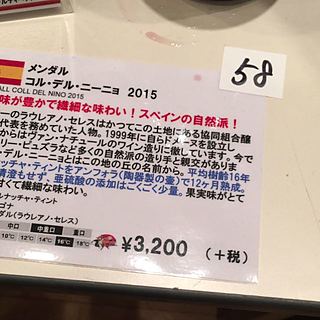 メンダル
コル・デル・ニーニョ 2015
ALL COLL DEL NINO 2015
58
味が豊かで繊細な味わい!スペインの自然派!
ーのラウレアノ・セレスはかつてこの土地にある協同組合醸
代表を務めていた人物。1999年に自らドメーヌを設立し
からはヴァン・ナチュールのワイン造りに徹しています。今で
リー・ピュズラなど多くの自然派の造り手と親交があります
デル・ニーニョとはこの地の丘の名前から。平均樹齢16年
ナッチャ・ティントをアンフォラ(陶器製の壷)で12ヶ月熟成。
清澄もせず、亜硫酸の添加はごくごく少量。果実味がとて
すくて繊細な味わい。
ルナッチャ・ティント
ゴナ
ダル(ラウレアノ・セレス)
中口 重口
10℃ 12℃ 14℃ 16℃ 18℃
¥3,200 (+税)